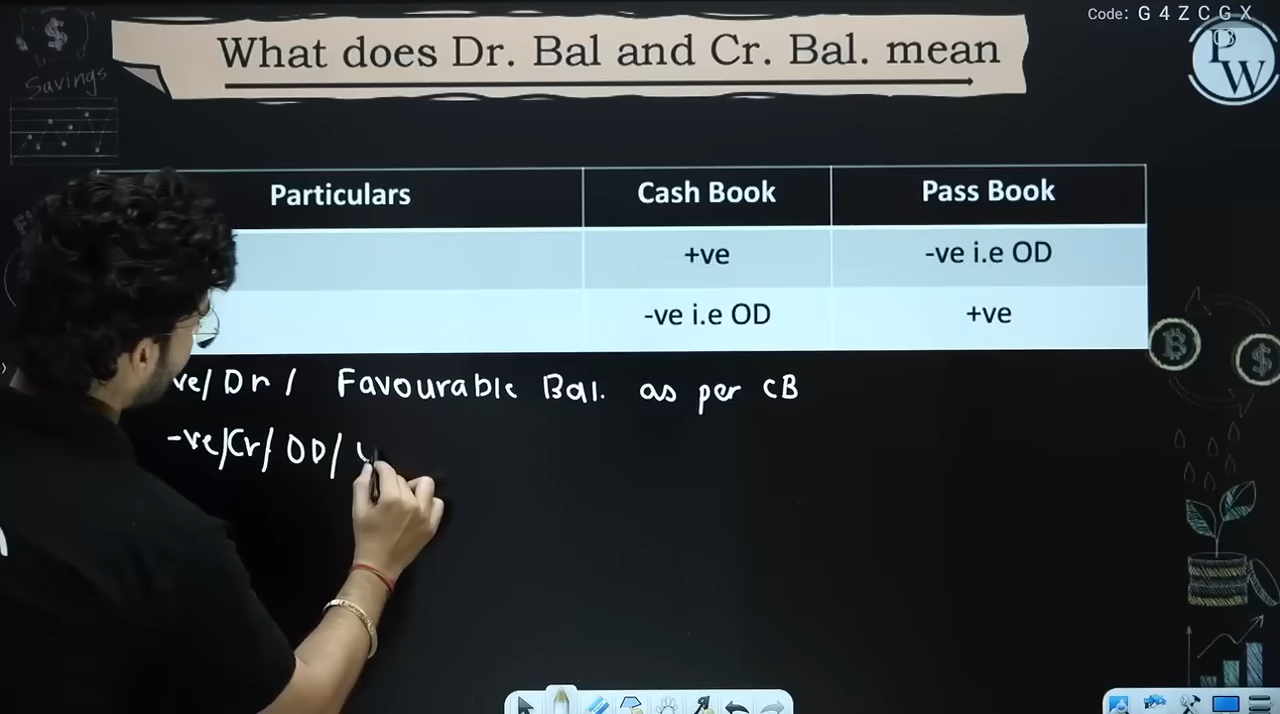 Code: G 4 Z C G X
What does Dr. Bal and Cr. Bal. mean
P
W
Savings
Particulars Cash Book Pass Book
+ve -ve i.e OD
-ve i.e OD +ve
ve/Dr/ Favourable Bal. as per CB
-ve/Cr/OD/